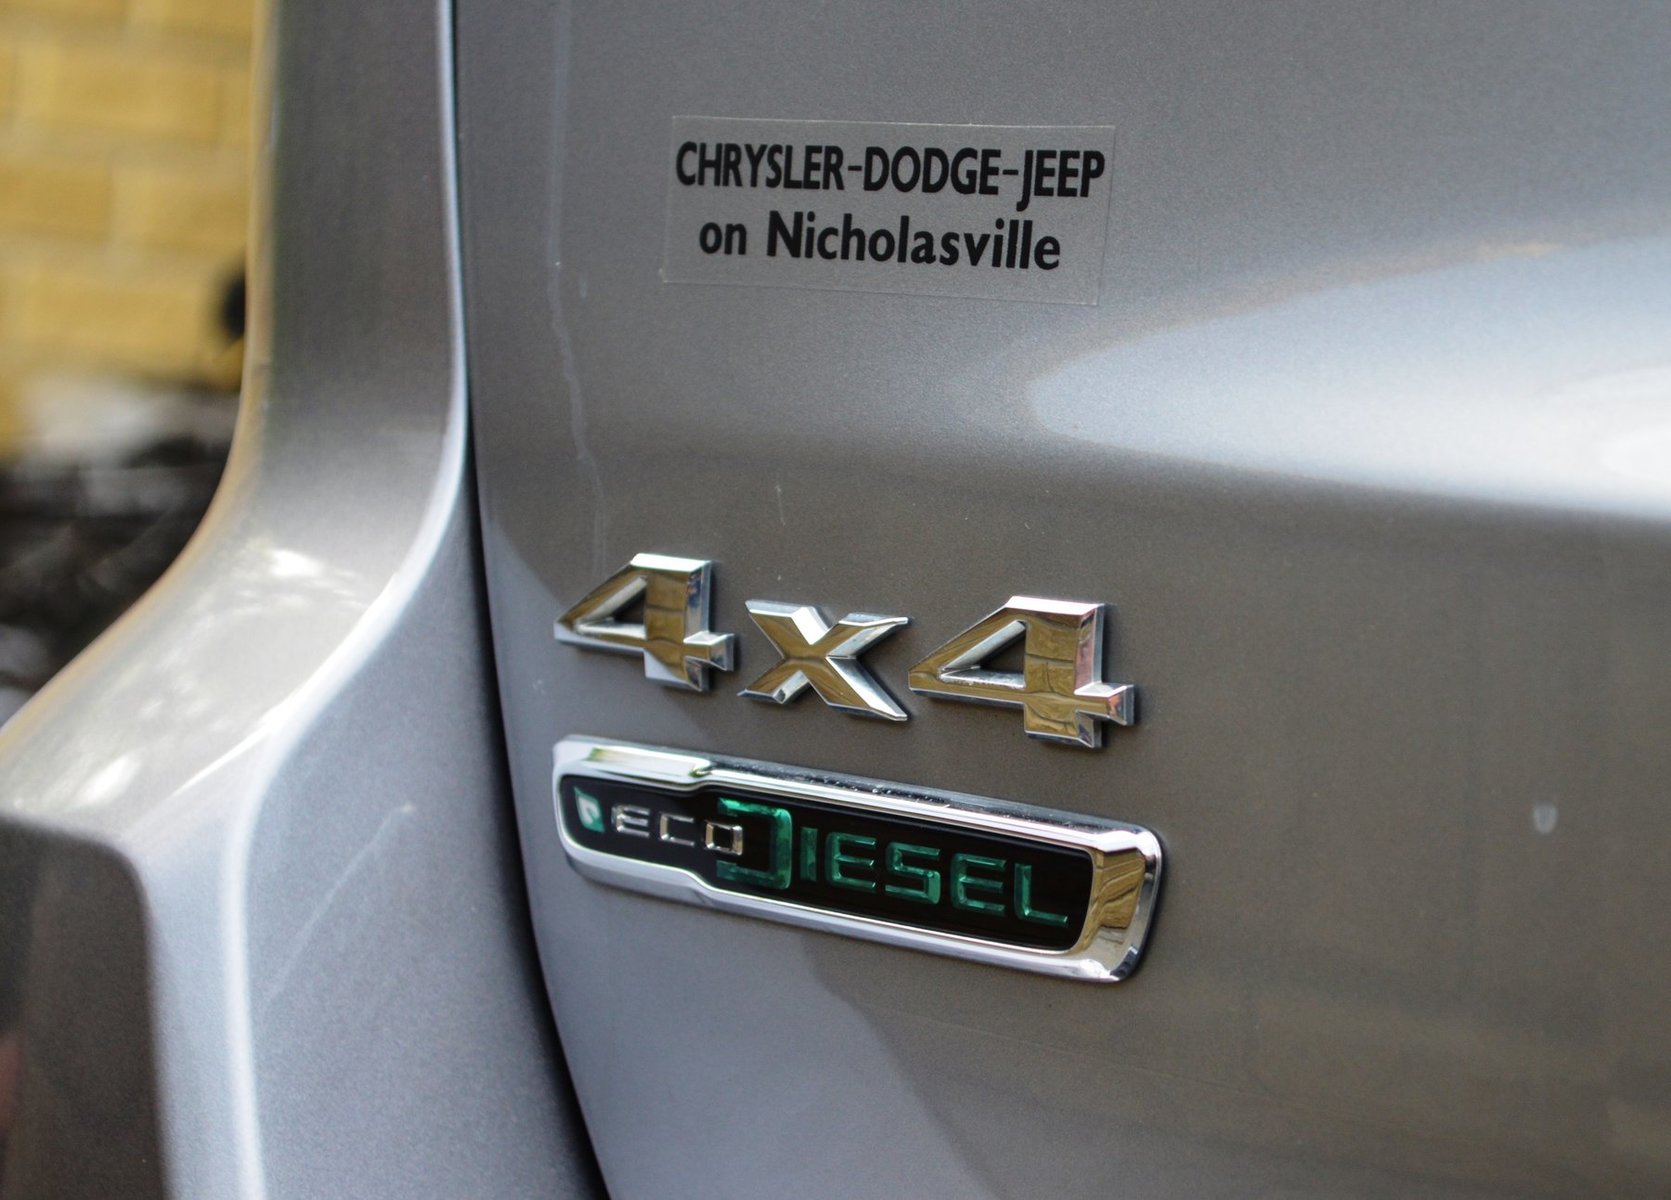 CHRYSLER-DODGE-JEEP
on Nicholasville
4x4
ECODIESEL